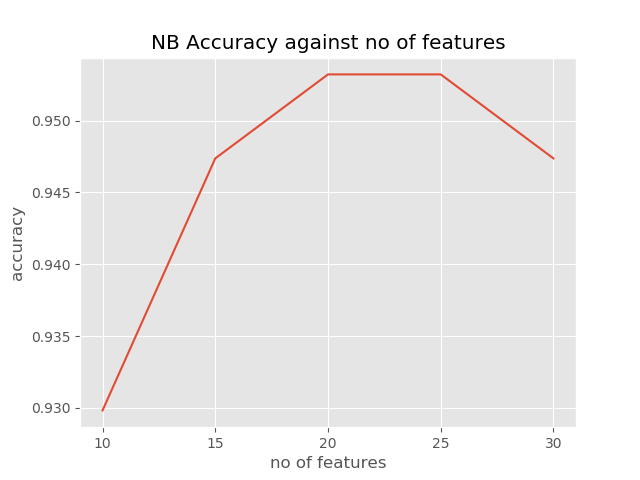 NB Accuracy against no of features
0.950
0.945
0.940
0.935
0.930
accuracy
10 15 20 25 30
no of features